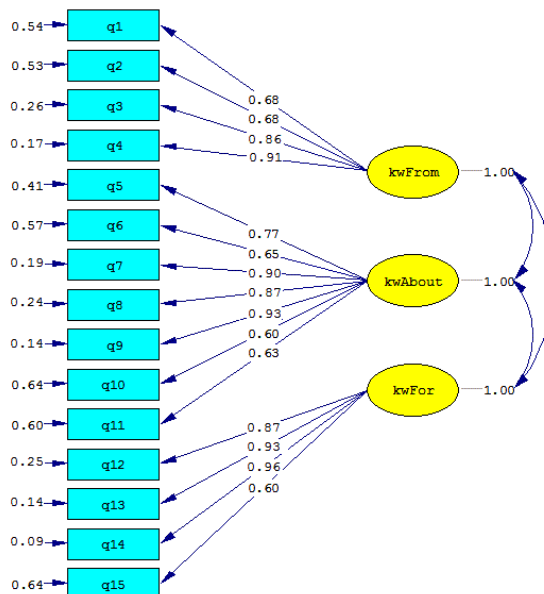 0.54 q1
0.53 q2
0.26 q3
0.17 q4
0.41 q5
0.57 q6
0.19 q7
0.24 q8
0.14 q9
0.64 q10
0.60 q11
0.25 q12
0.14 q13
0.09 q14
0.64 q15
0.68
0.68
0.86
0.91
0.77
0.65
0.90
0.87
0.93
0.60
0.63
0.87
0.93
0.96
0.60
kwFrom 1.00
kwAbout 1.00
kwFor 1.00